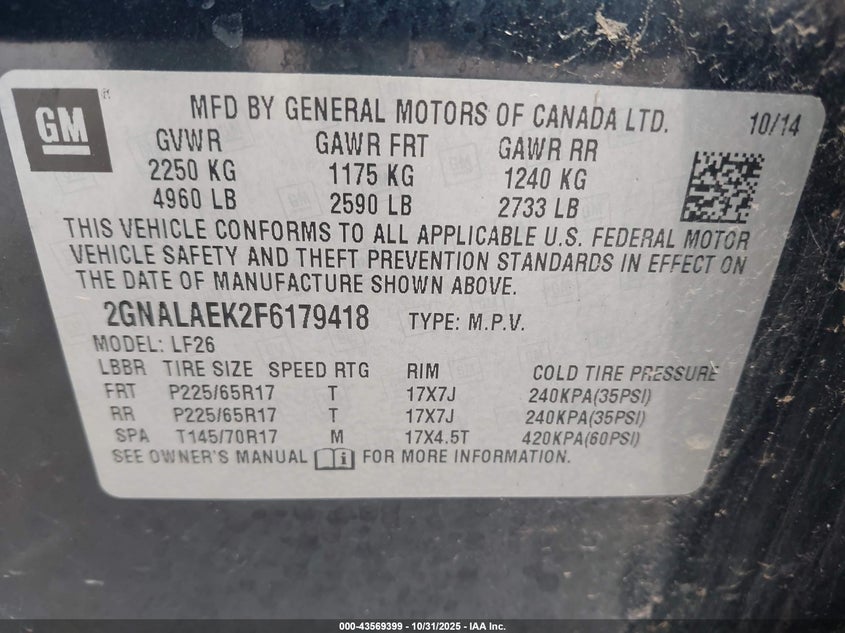 GM
MFD BY GENERAL MOTORS OF CANADA LTD. 10/14
GVWR GAWR FRT GAWR RR
2250 KG 1175 KG 1240 KG
4960 LB 2590 LB 2733 LB
THIS VEHICLE CONFORMS TO ALL APPLICABLE U.S. FEDERAL MOTOR
VEHICLE SAFETY AND THEFT PREVENTION STANDARDS IN EFFECT ON
THE DATE OF MANUFACTURE SHOWN ABOVE.
2GNALAEK2F6179418 TYPE: M.P.V.
MODEL: LF26
LBBR TIRE SIZE SPEED RTG RIM COLD TIRE PRESSURE
FRT P225/65R17 T 17X7J 240KPA(35PSI)
RR P225/65R17 T 17X7J 240KPA(35PSI)
SPA T145/70R17 M 17X4.5T 420KPA(60PSI)
SEE OWNER'S MANUAL i FOR MORE INFORMATION.
000-43569399 | 10/31/2025 - IAA Inc.